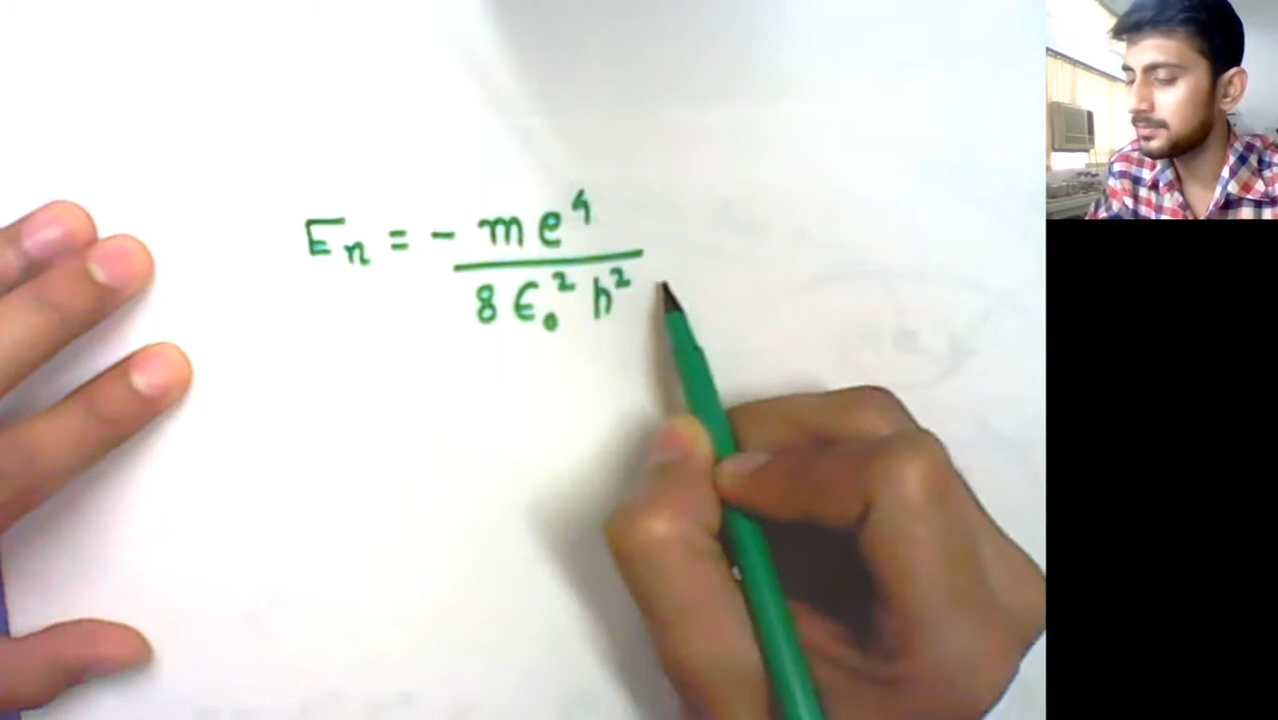 En = - me⁴ / 8 ϵ₀² h²